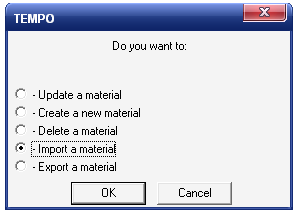 TEMPO
Do you want to:
- Update a material
- Create a new material
- Delete a material
- Import a material
- Export a material
OK Cancel